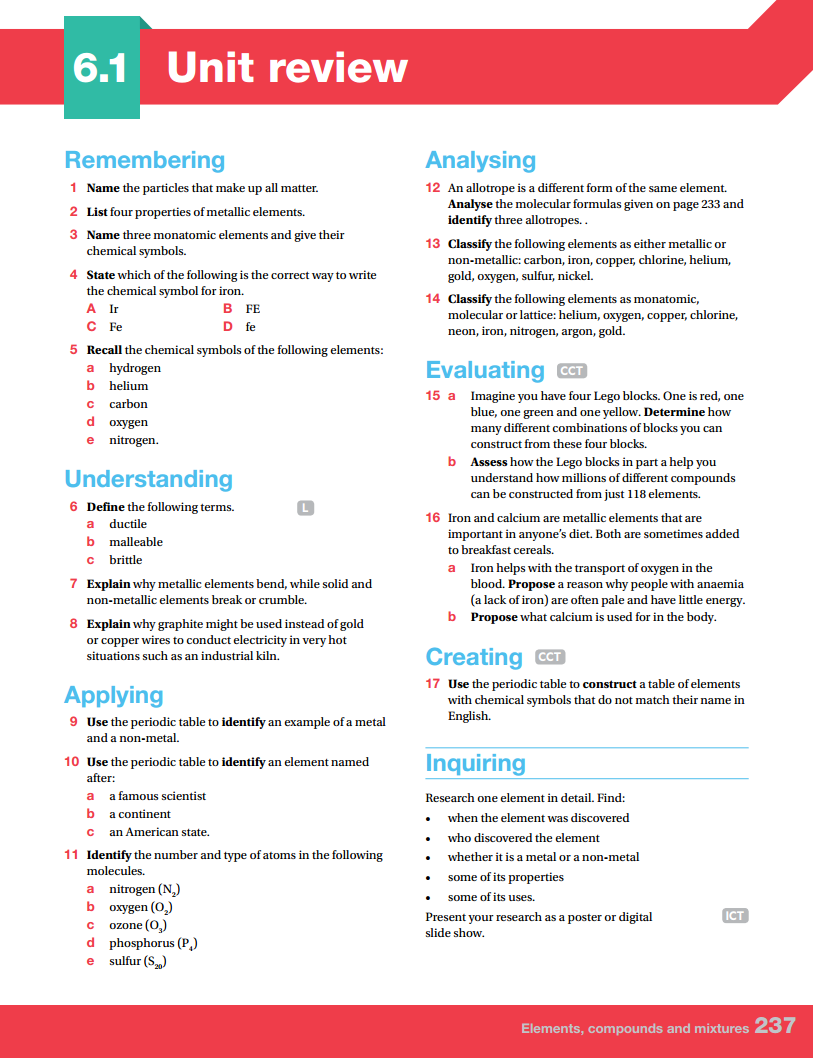 6.1 Unit review
Remembering
1 Name the particles that make up all matter.
2 List four properties of metallic elements.
3 Name three monatomic elements and give their
chemical symbols.
4 State which of the following is the correct way to write
the chemical symbol for iron.
A Ir B FE
C Fe D fe
5 Recall the chemical symbols of the following elements:
a hydrogen
b helium
c carbon
d oxygen
e nitrogen.
Understanding
6 Define the following terms. L
a ductile
b malleable
c brittle
7 Explain why metallic elements bend, while solid and
non-metallic elements break or crumble.
8 Explain why graphite might be used instead of gold
or copper wires to conduct electricity in very hot
situations such as an industrial kiln.
Applying
9 Use the periodic table to identify an example of a metal
and a non-metal.
10 Use the periodic table to identify an element named
after:
a a famous scientist
b a continent
c an American state.
11 Identify the number and type of atoms in the following
molecules.
a nitrogen (N₂)
b oxygen (O₂)
c ozone (O₃)
d phosphorus (P₄)
e sulfur (S₂₀)
Analysing
12 An allotrope is a different form of the same element.
Analyse the molecular formulas given on page 233 and
identify three allotropes. .
13 Classify the following elements as either metallic or
non-metallic: carbon, iron, copper, chlorine, helium,
gold, oxygen, sulfur, nickel.
14 Classify the following elements as monatomic,
molecular or lattice: helium, oxygen, copper, chlorine,
neon, iron, nitrogen, argon, gold.
Evaluating CCT
15 a Imagine you have four Lego blocks. One is red, one
blue, one green and one yellow. Determine how
many different combinations of blocks you can
construct from these four blocks.
b Assess how the Lego blocks in part a help you
understand how millions of different compounds
can be constructed from just 118 elements.
16 Iron and calcium are metallic elements that are
important in anyone's diet. Both are sometimes added
to breakfast cereals.
a Iron helps with the transport of oxygen in the
blood. Propose a reason why people with anaemia
(a lack of iron) are often pale and have little energy.
b Propose what calcium is used for in the body.
Creating CCT
17 Use the periodic table to construct a table of elements
with chemical symbols that do not match their name in
English.
Inquiring
Research one element in detail. Find:
• when the element was discovered
• who discovered the element
• whether it is a metal or a non-metal
• some of its properties
• some of its uses.
Present your research as a poster or digital ICT
slide show.
Elements, compounds and mixtures 237